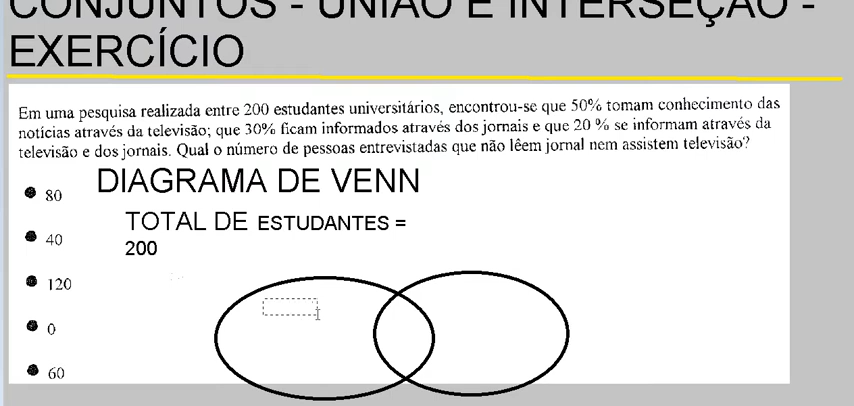 CONJUNTOS - UNIÃO E INTERSEÇÃO -
EXERCÍCIO
Em uma pesquisa realizada entre 200 estudantes universitários, encontrou-se que 50% tomam conhecimento das
notícias através da televisão; que 30% ficam informados através dos jornais e que 20 % se informam através da
televisão e dos jornais. Qual o número de pessoas entrevistadas que não lêem jornal nem assistem televisão?
DIAGRAMA DE VENN
80
TOTAL DE ESTUDANTES =
40
200
120
0
60